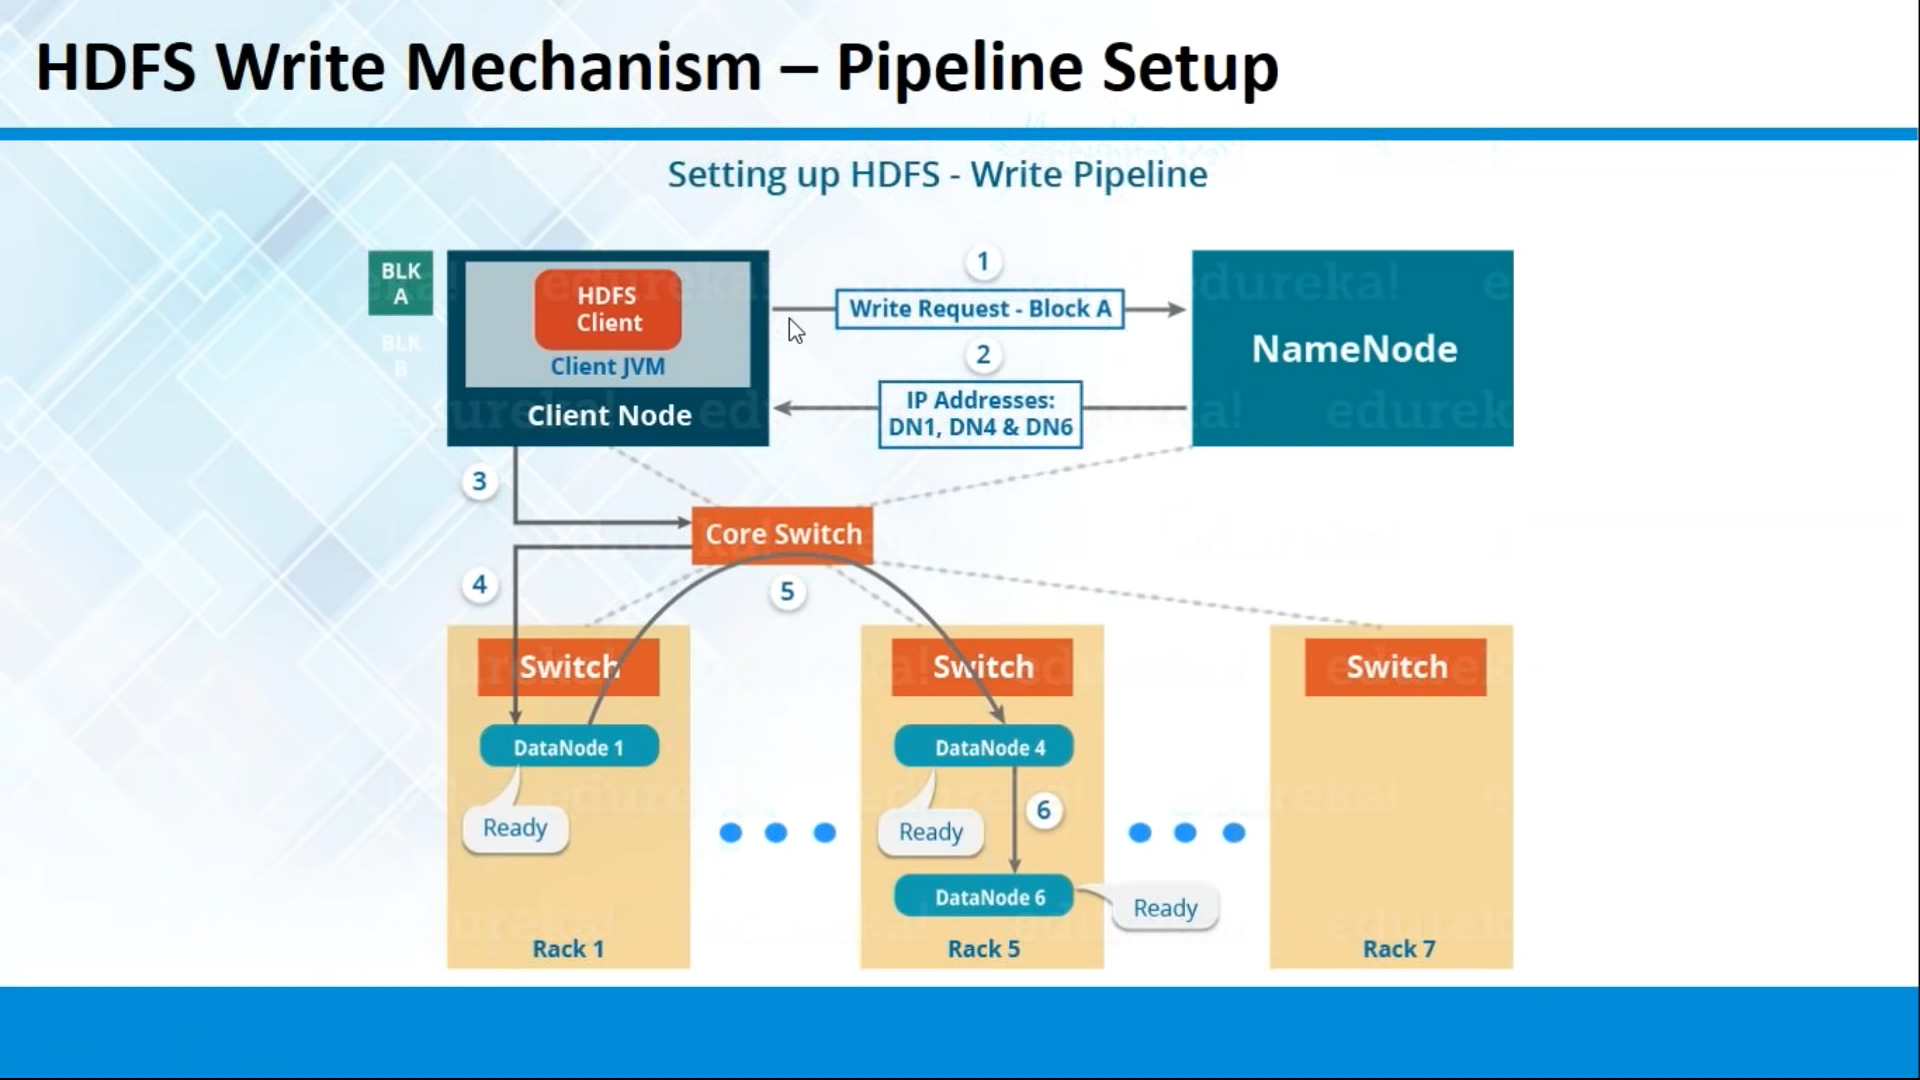 HDFS Write Mechanism – Pipeline Setup
Setting up HDFS - Write Pipeline
BLK
A
BLK
B
HDFS
Client
Client JVM
Client Node
1
Write Request - Block A
2
IP Addresses:
DN1, DN4 & DN6
NameNode
3
Core Switch
4
5
Switch
Switch
Switch
DataNode 1
DataNode 4
Ready
Ready
6
DataNode 6
Ready
Rack 1
Rack 5
Rack 7
edureka!